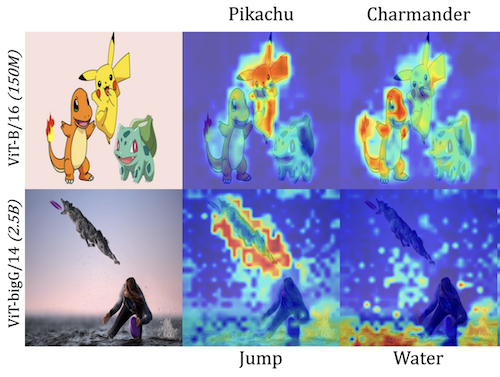 Pikachu
Charmander
ViT-B/16 (150M)
ViT-bigG/14 (2.5B)
Jump
Water